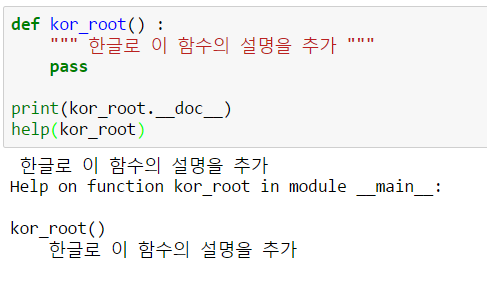 def kor_root() :
    """ 한글로 이 함수의 설명을 추가 """
    pass

print(kor_root.__doc__)
help(kor_root)
 한글로 이 함수의 설명을 추가
Help on function kor_root in module __main__:

kor_root()
    한글로 이 함수의 설명을 추가